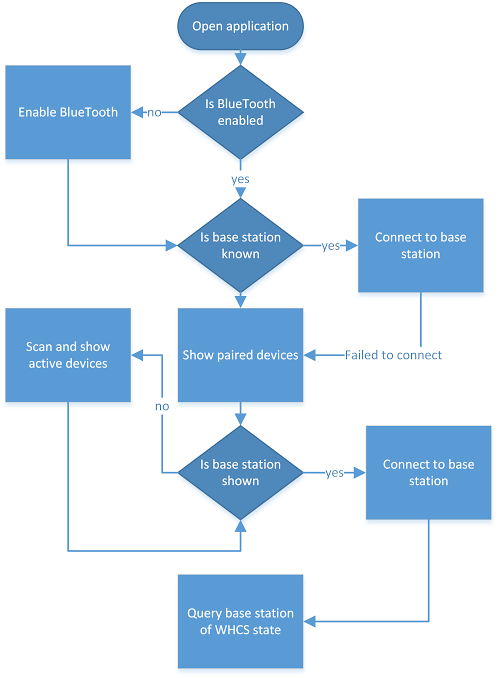 Open application
Is BlueTooth
enabled
Enable BlueTooth
no
yes
Is base station
known
yes
Connect to base
station
Scan and show
active devices
Show paired devices
Failed to connect
no
Is base station
shown
yes
Connect to base
station
Query base station
of WHCS state